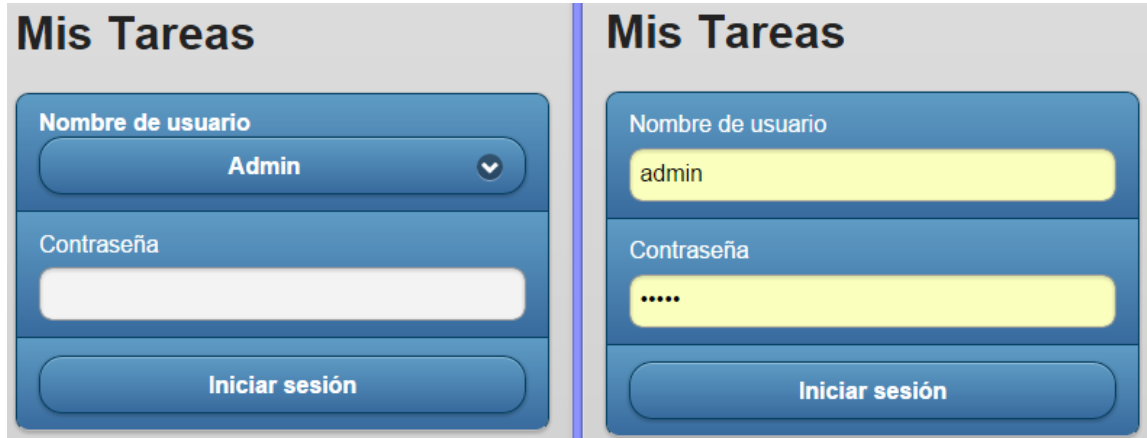 Mis Tareas
Nombre de usuario
Admin
Contraseña
Iniciar sesión
Mis Tareas
Nombre de usuario
admin
Contraseña
•••••
Iniciar sesión